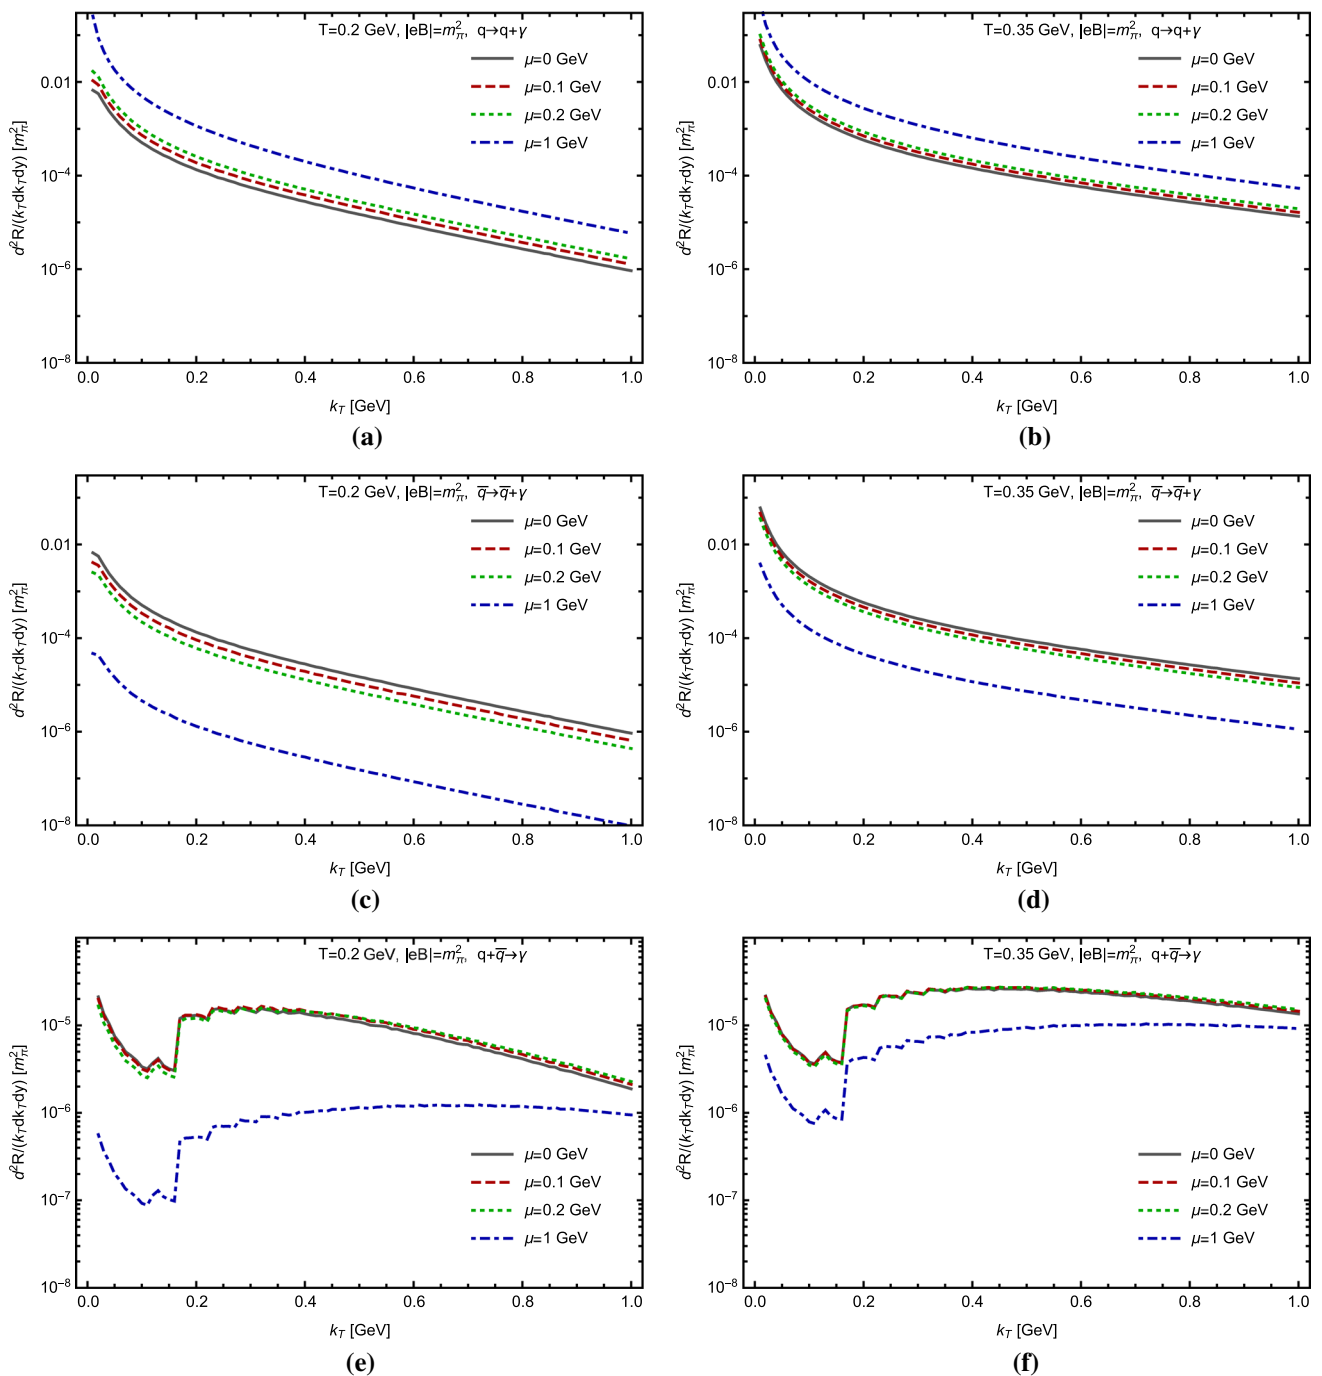 T=0.2 GeV, |eB|=m_π^2, q→q+γ
μ=0 GeV
μ=0.1 GeV
μ=0.2 GeV
μ=1 GeV
d²R/(k_T dk_T dy) [m_π^2]
0.01
10⁻⁴
10⁻⁶
10⁻⁸
0.0 0.2 0.4 0.6 0.8 1.0
k_T [GeV]
(a)
T=0.35 GeV, |eB|=m_π^2, q→q+γ
μ=0 GeV
μ=0.1 GeV
μ=0.2 GeV
μ=1 GeV
d²R/(k_T dk_T dy) [m_π^2]
0.01
10⁻⁴
10⁻⁶
10⁻⁸
0.0 0.2 0.4 0.6 0.8 1.0
k_T [GeV]
(b)
T=0.2 GeV, |eB|=m_π^2, q̅→q̅+γ
μ=0 GeV
μ=0.1 GeV
μ=0.2 GeV
μ=1 GeV
d²R/(k_T dk_T dy) [m_π^2]
0.01
10⁻⁴
10⁻⁶
10⁻⁸
0.0 0.2 0.4 0.6 0.8 1.0
k_T [GeV]
(c)
T=0.35 GeV, |eB|=m_π^2, q̅→q̅+γ
μ=0 GeV
μ=0.1 GeV
μ=0.2 GeV
μ=1 GeV
d²R/(k_T dk_T dy) [m_π^2]
0.01
10⁻⁴
10⁻⁶
10⁻⁸
0.0 0.2 0.4 0.6 0.8 1.0
k_T [GeV]
(d)
T=0.2 GeV, |eB|=m_π^2, q+q̅→γ
d²R/(k_T dk_T dy) [m_π^2]
10⁻⁵
10⁻⁶
10⁻⁷
10⁻⁸
μ=0 GeV
μ=0.1 GeV
μ=0.2 GeV
μ=1 GeV
0.0 0.2 0.4 0.6 0.8 1.0
k_T [GeV]
(e)
T=0.35 GeV, |eB|=m_π^2, q+q̅→γ
d²R/(k_T dk_T dy) [m_π^2]
10⁻⁵
10⁻⁶
10⁻⁷
10⁻⁸
μ=0 GeV
μ=0.1 GeV
μ=0.2 GeV
μ=1 GeV
0.0 0.2 0.4 0.6 0.8 1.0
k_T [GeV]
(f)